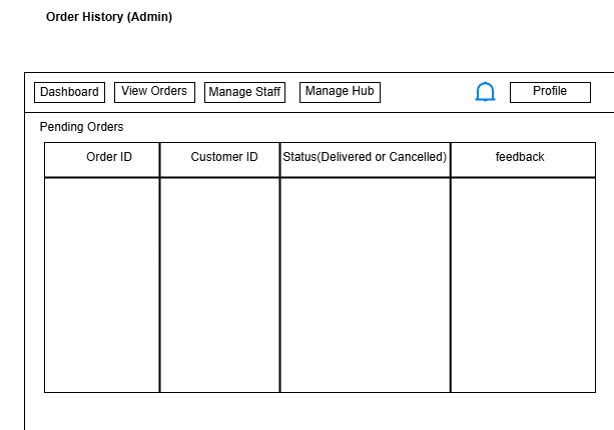 Order History (Admin)
Dashboard View Orders Manage Staff Manage Hub Profile
Pending Orders
Order ID Customer ID Status(Delivered or Cancelled) feedback